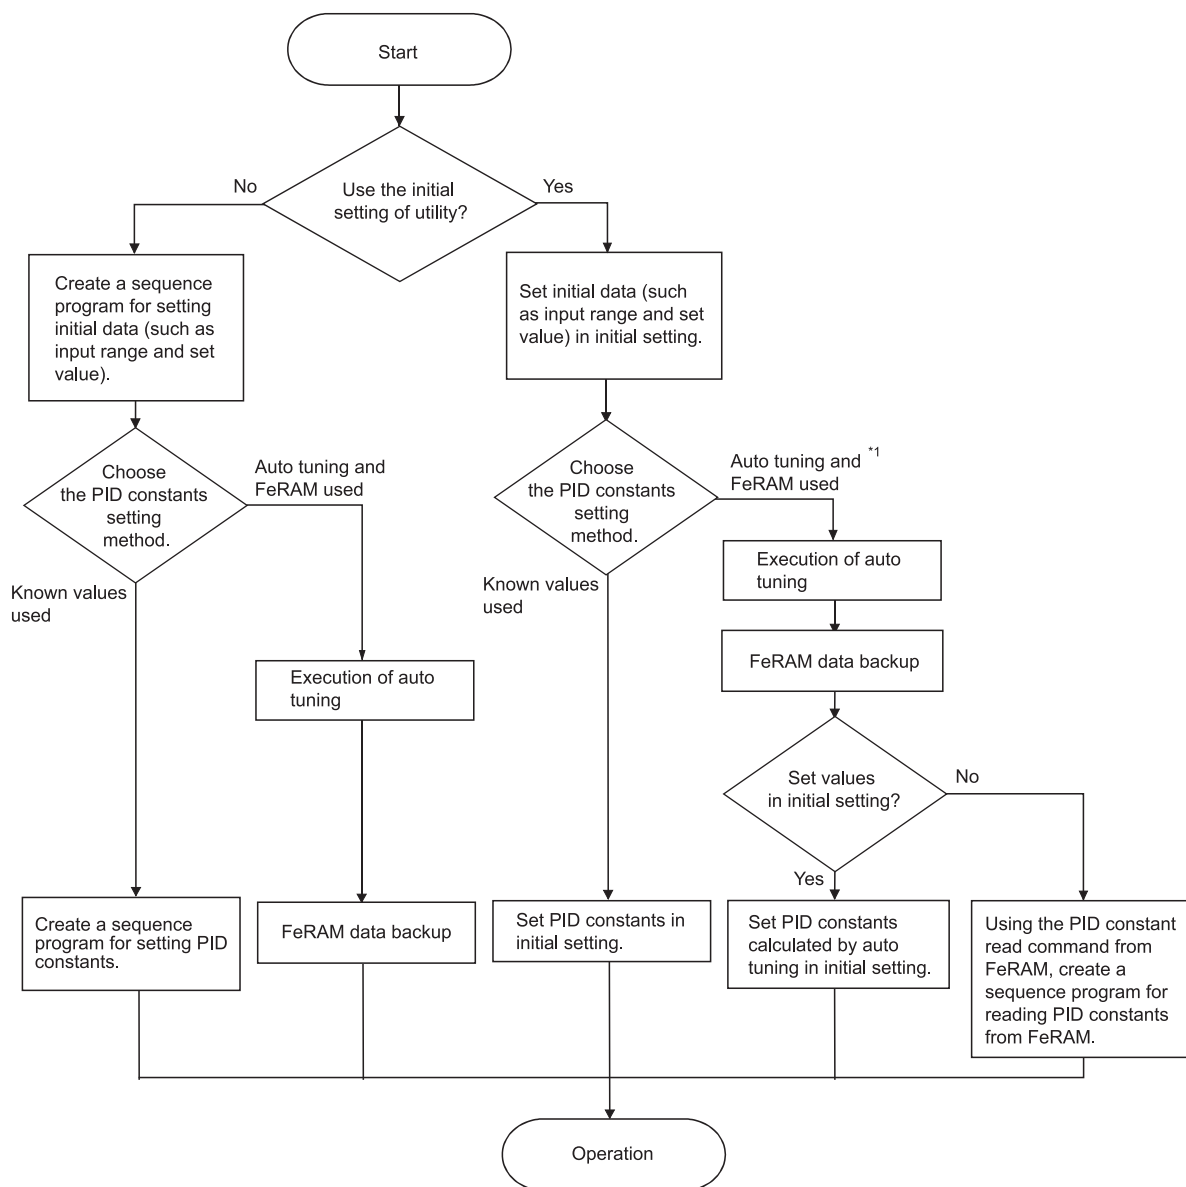 Start
Use the initial
setting of utility?
No
Yes
Create a sequence
program for setting
initial data (such as
input range and set
value).
Set initial data (such
as input range and set
value) in initial setting.
Choose
the PID constants
setting
method.
Auto tuning and
FeRAM used
Known values
used
Choose
the PID constants
setting
method.
Auto tuning and *1
FeRAM used
Known values
used
Execution of auto
tuning
FeRAM data backup
Execution of auto
tuning
Set values
in initial setting?
No
Yes
Create a sequence
program for setting PID
constants.
FeRAM data backup
Set PID constants in
initial setting.
Set PID constants
calculated by auto
tuning in initial setting.
Using the PID constant
read command from
FeRAM, create a
sequence program for
reading PID constants
from FeRAM.
Operation